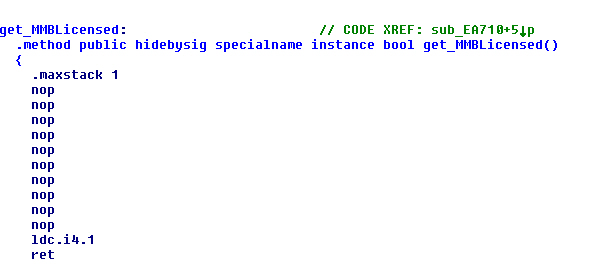 get_MMBLicensed: // CODE XREF: sub_EA710+5↓p
.method public hidebysig specialname instance bool get_MMBLicensed()
{
.maxstack 1
nop
nop
nop
nop
nop
nop
nop
nop
nop
nop
ldc.i4.1
ret